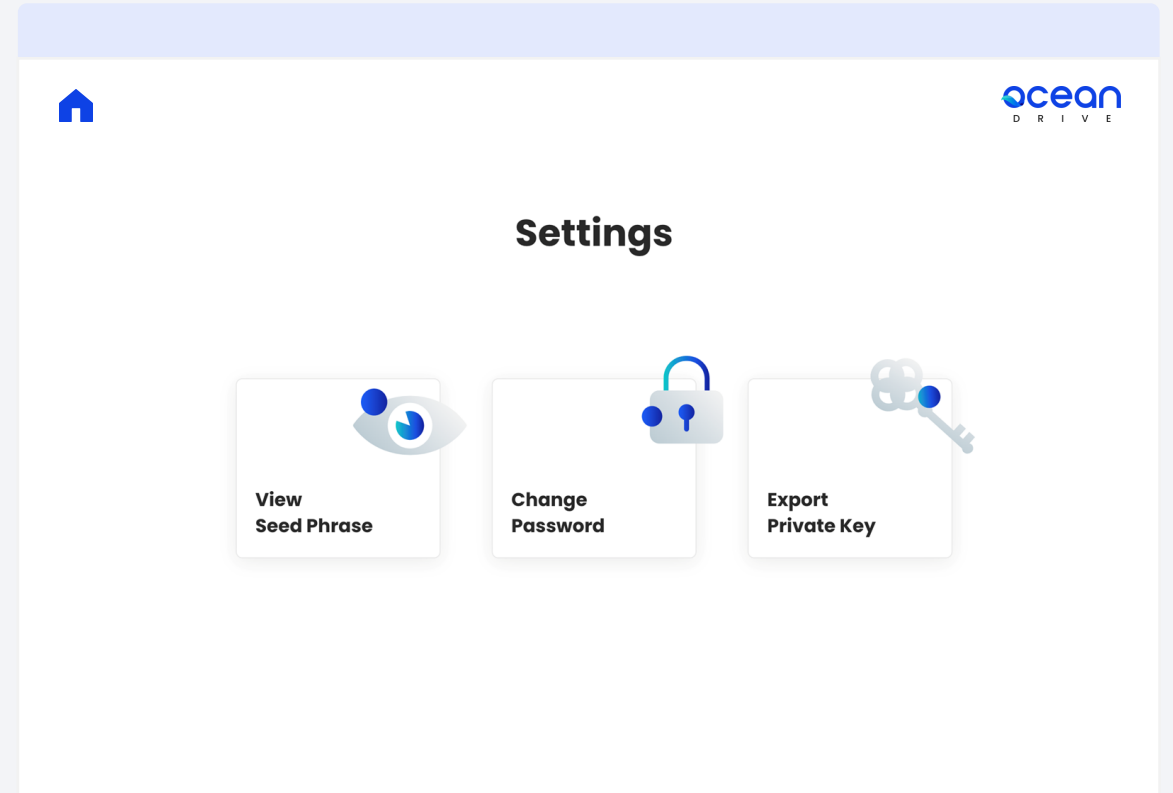 ocean
DRIVE
Settings
View
Seed Phrase
Change
Password
Export
Private Key